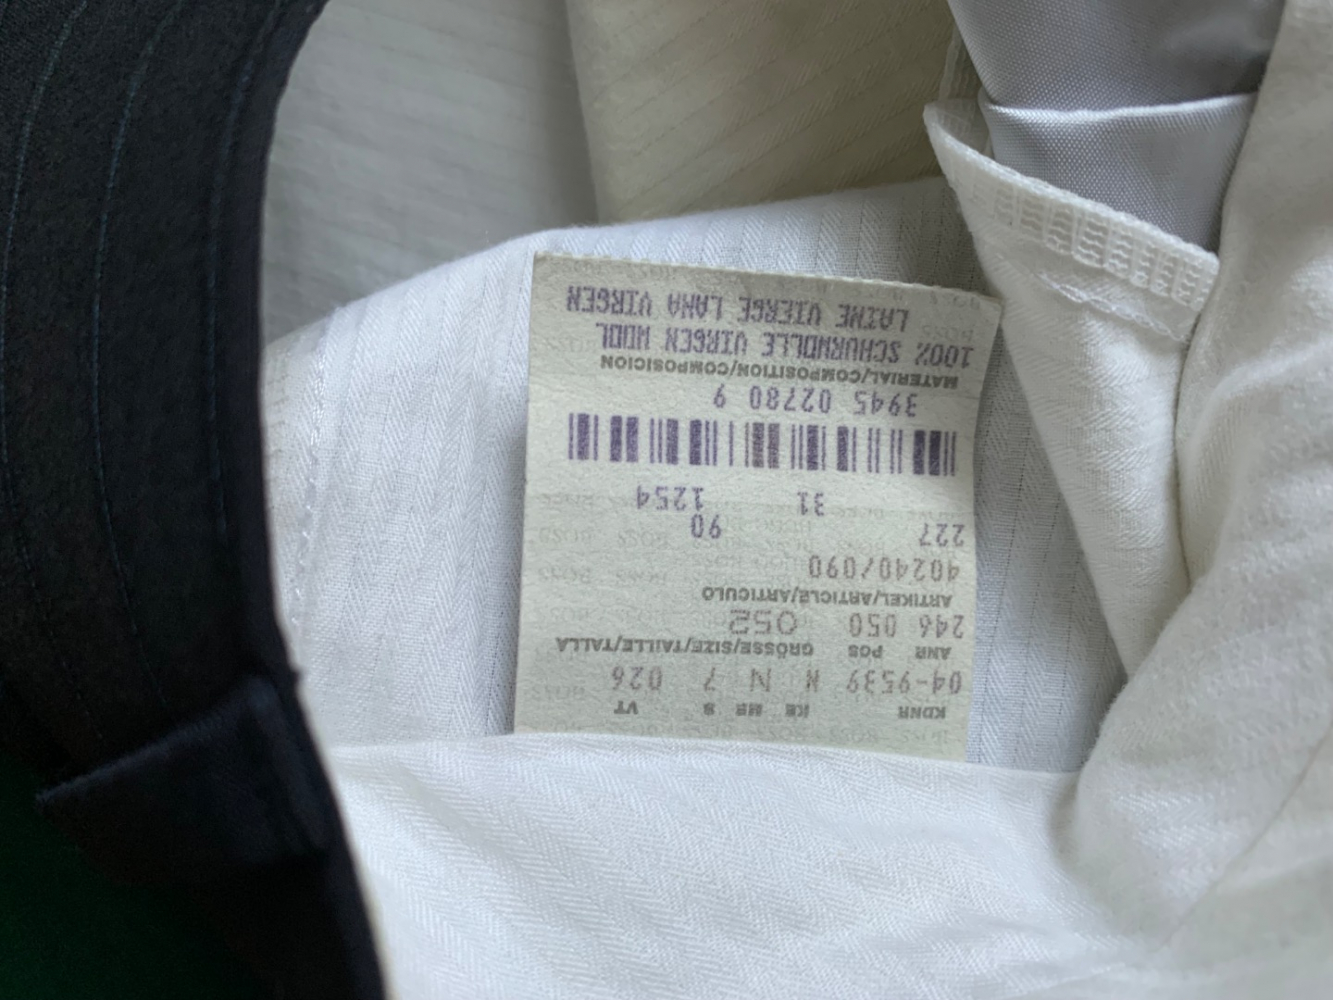 KDNR KE MR S VT
04-9539 N N 7 026
ANR POS GRÖSSE/SIZE/TAILLE/TALLA
246 050 052
ARTIKEL/ARTICLE/ARTICULO
40240/090
227 90
31 1254
3945 02780 9
MATERIAL/COMPOSITION/COMPOSICION
100% SCHURWOLLE VIRGEN WOOL
LAINE VIERGE LANA VIRGEN